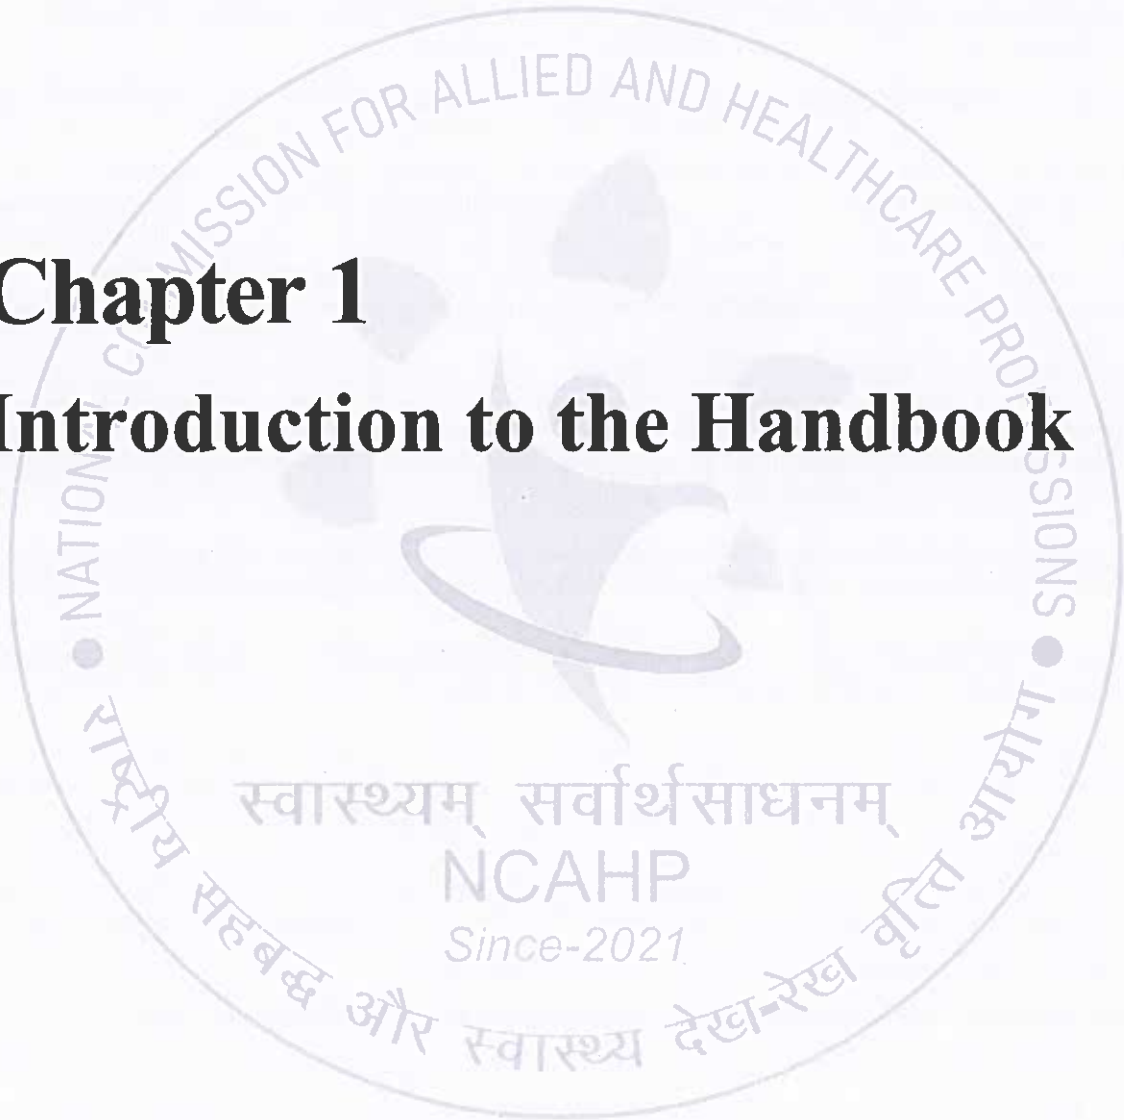 Chapter 1
Introduction to the Handbook
● NATIONAL COMMISSION FOR ALLIED AND HEALTHCARE PROFESSIONS ●
स्वास्थ्यम् सर्वार्थसाधनम्
NCAHP
Since-2021
राष्ट्रीय सहबद्ध और स्वास्थ्य देख-रेख वृत्ति आयोग